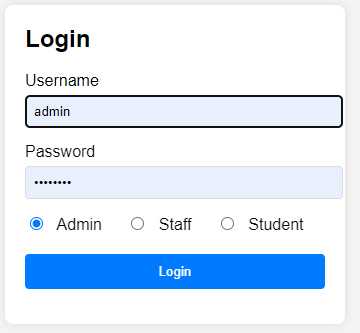 Login
Username
admin
Password
••••••••
Admin Staff Student
Login